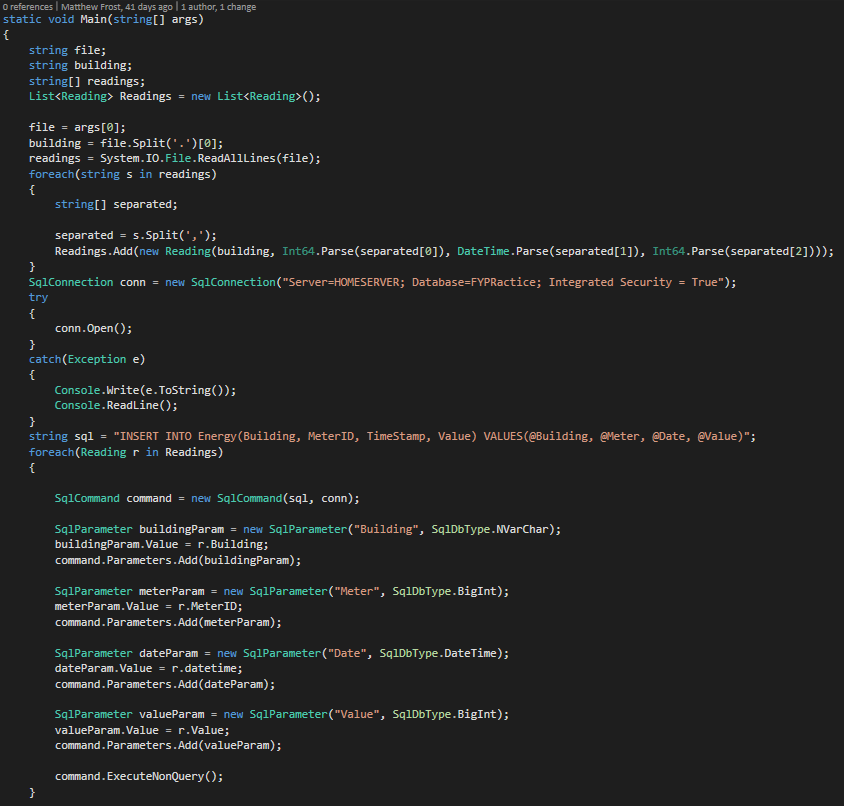 0 references | Matthew Frost, 41 days ago | 1 author, 1 change
static void Main(string[] args)
{
    string file;
    string building;
    string[] readings;
    List<Reading> Readings = new List<Reading>();

    file = args[0];
    building = file.Split('.')[0];
    readings = System.IO.File.ReadAllLines(file);
    foreach(string s in readings)
    {
        string[] separated;

        separated = s.Split(',');
        Readings.Add(new Reading(building, Int64.Parse(separated[0]), DateTime.Parse(separated[1]), Int64.Parse(separated[2])));
    }
    SqlConnection conn = new SqlConnection("Server=HOMESERVER; Database=FYPRactice; Integrated Security = True");
    try
    {
        conn.Open();
    }
    catch(Exception e)
    {
        Console.Write(e.ToString());
        Console.ReadLine();
    }
    string sql = "INSERT INTO Energy(Building, MeterID, TimeStamp, Value) VALUES(@Building, @Meter, @Date, @Value)";
    foreach(Reading r in Readings)
    {

        SqlCommand command = new SqlCommand(sql, conn);

        SqlParameter buildingParam = new SqlParameter("Building", SqlDbType.NVarChar);
        buildingParam.Value = r.Building;
        command.Parameters.Add(buildingParam);

        SqlParameter meterParam = new SqlParameter("Meter", SqlDbType.BigInt);
        meterParam.Value = r.MeterID;
        command.Parameters.Add(meterParam);

        SqlParameter dateParam = new SqlParameter("Date", SqlDbType.DateTime);
        dateParam.Value = r.datetime;
        command.Parameters.Add(dateParam);

        SqlParameter valueParam = new SqlParameter("Value", SqlDbType.BigInt);
        valueParam.Value = r.Value;
        command.Parameters.Add(valueParam);

        command.ExecuteNonQuery();
    }